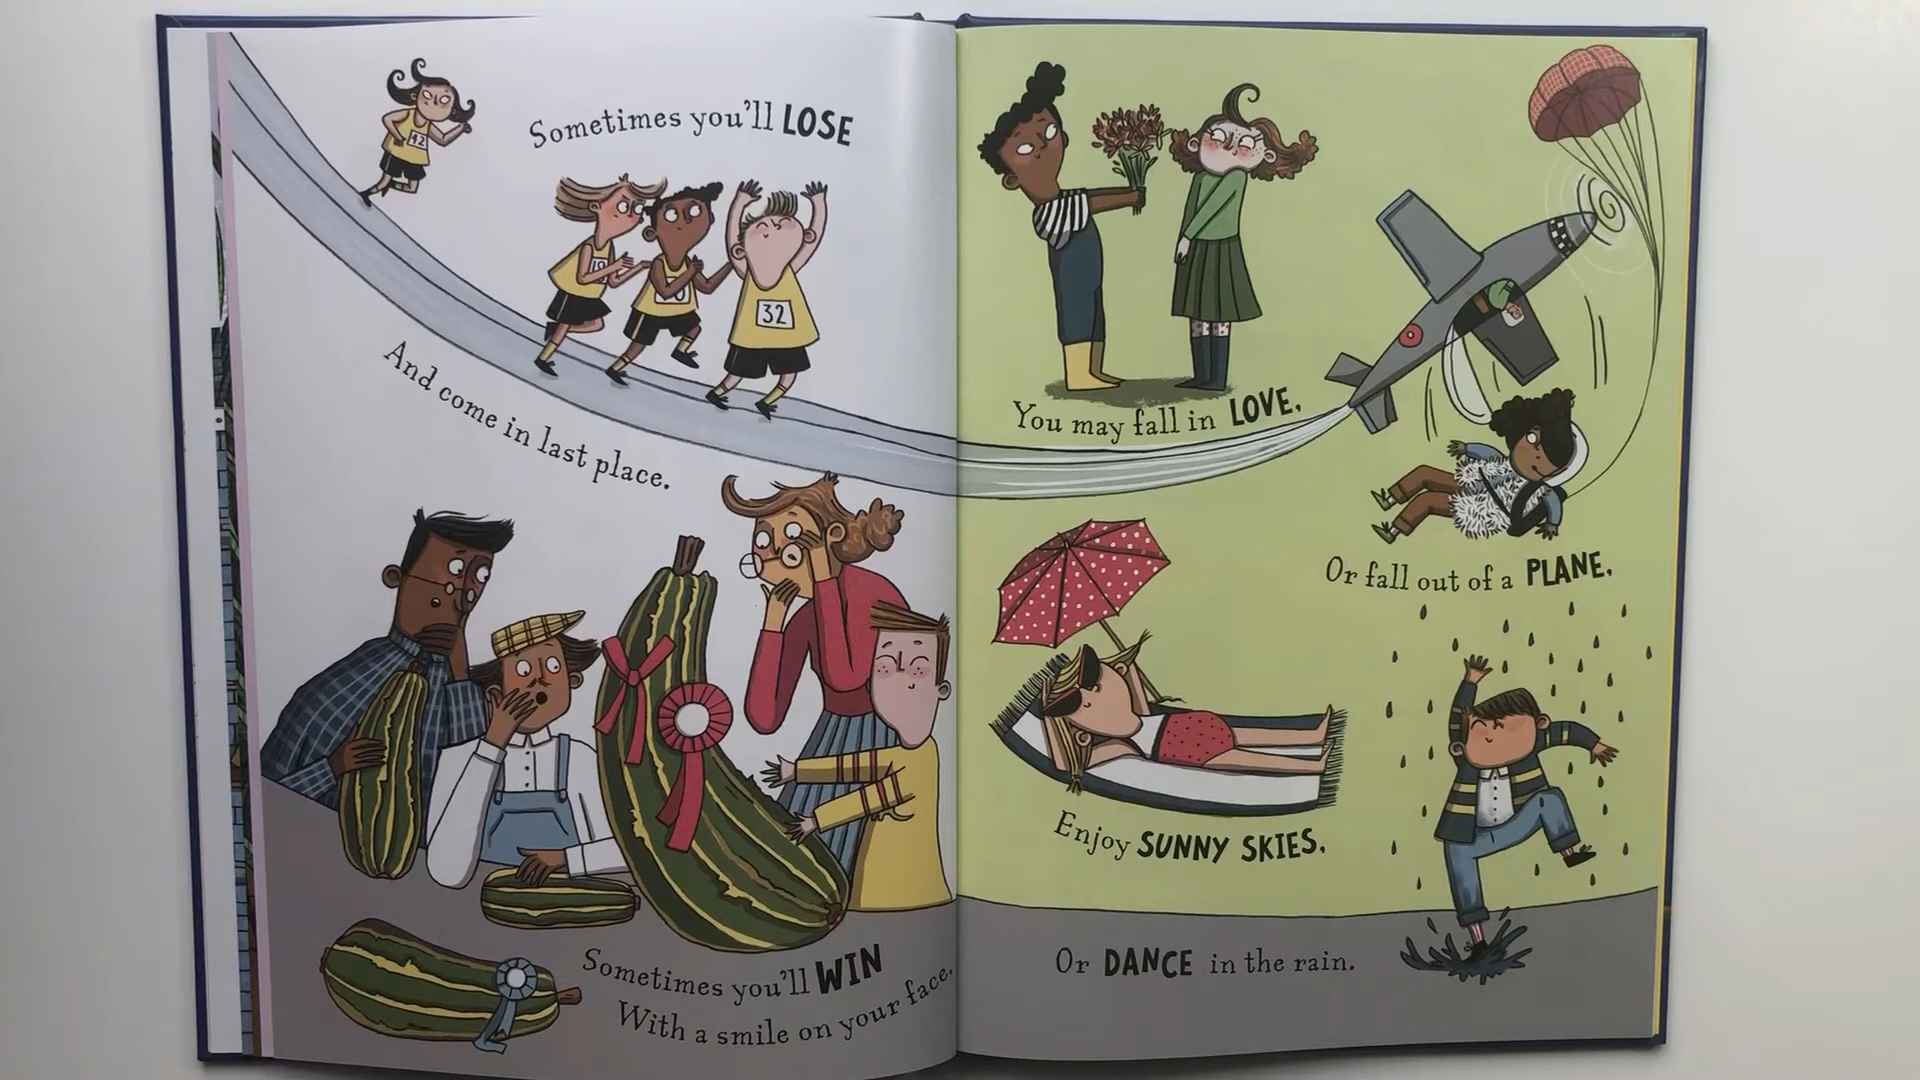 Sometimes you'll LOSE
42
19
32
And come in last place.
Sometimes you'll WIN
With a smile on your face.
You may fall in LOVE,
Or fall out of a PLANE,
Enjoy SUNNY SKIES,
Or DANCE in the rain.